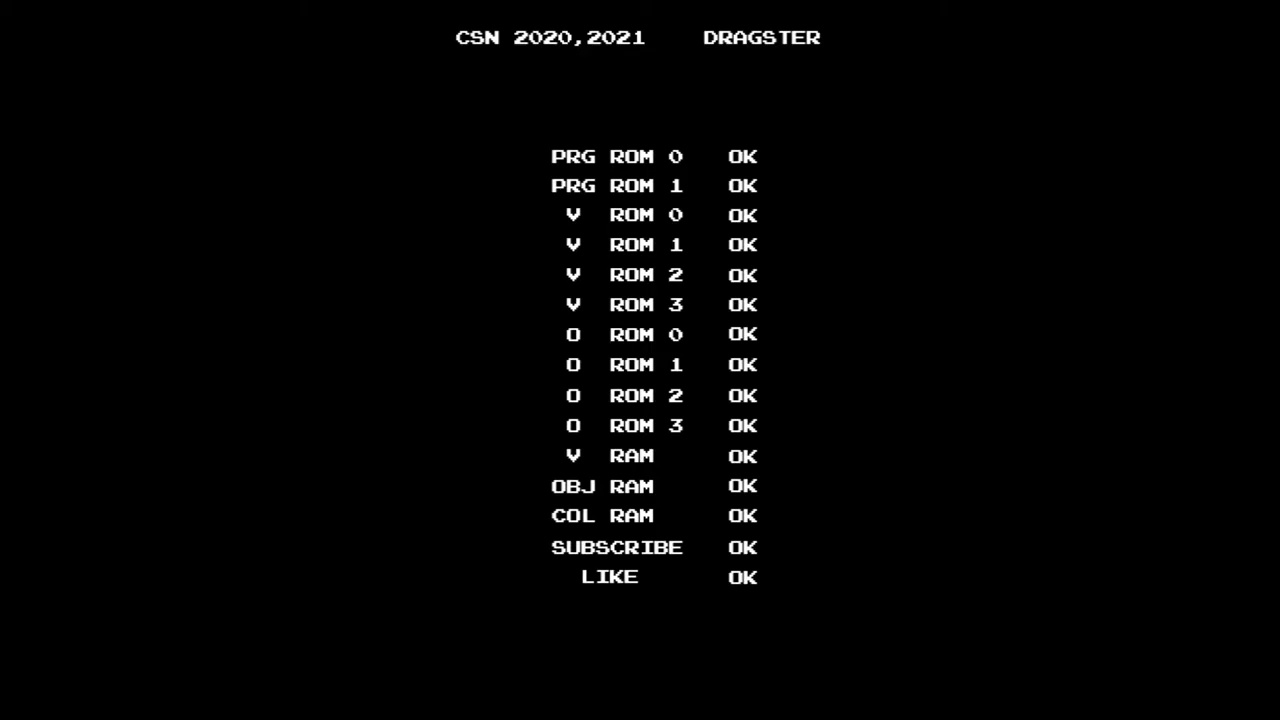 CSN 2020,2021 DRAGSTER
PRG ROM 0 OK
PRG ROM 1 OK
V ROM 0 OK
V ROM 1 OK
V ROM 2 OK
V ROM 3 OK
O ROM 0 OK
O ROM 1 OK
O ROM 2 OK
O ROM 3 OK
V RAM OK
OBJ RAM OK
COL RAM OK
SUBSCRIBE OK
LIKE OK